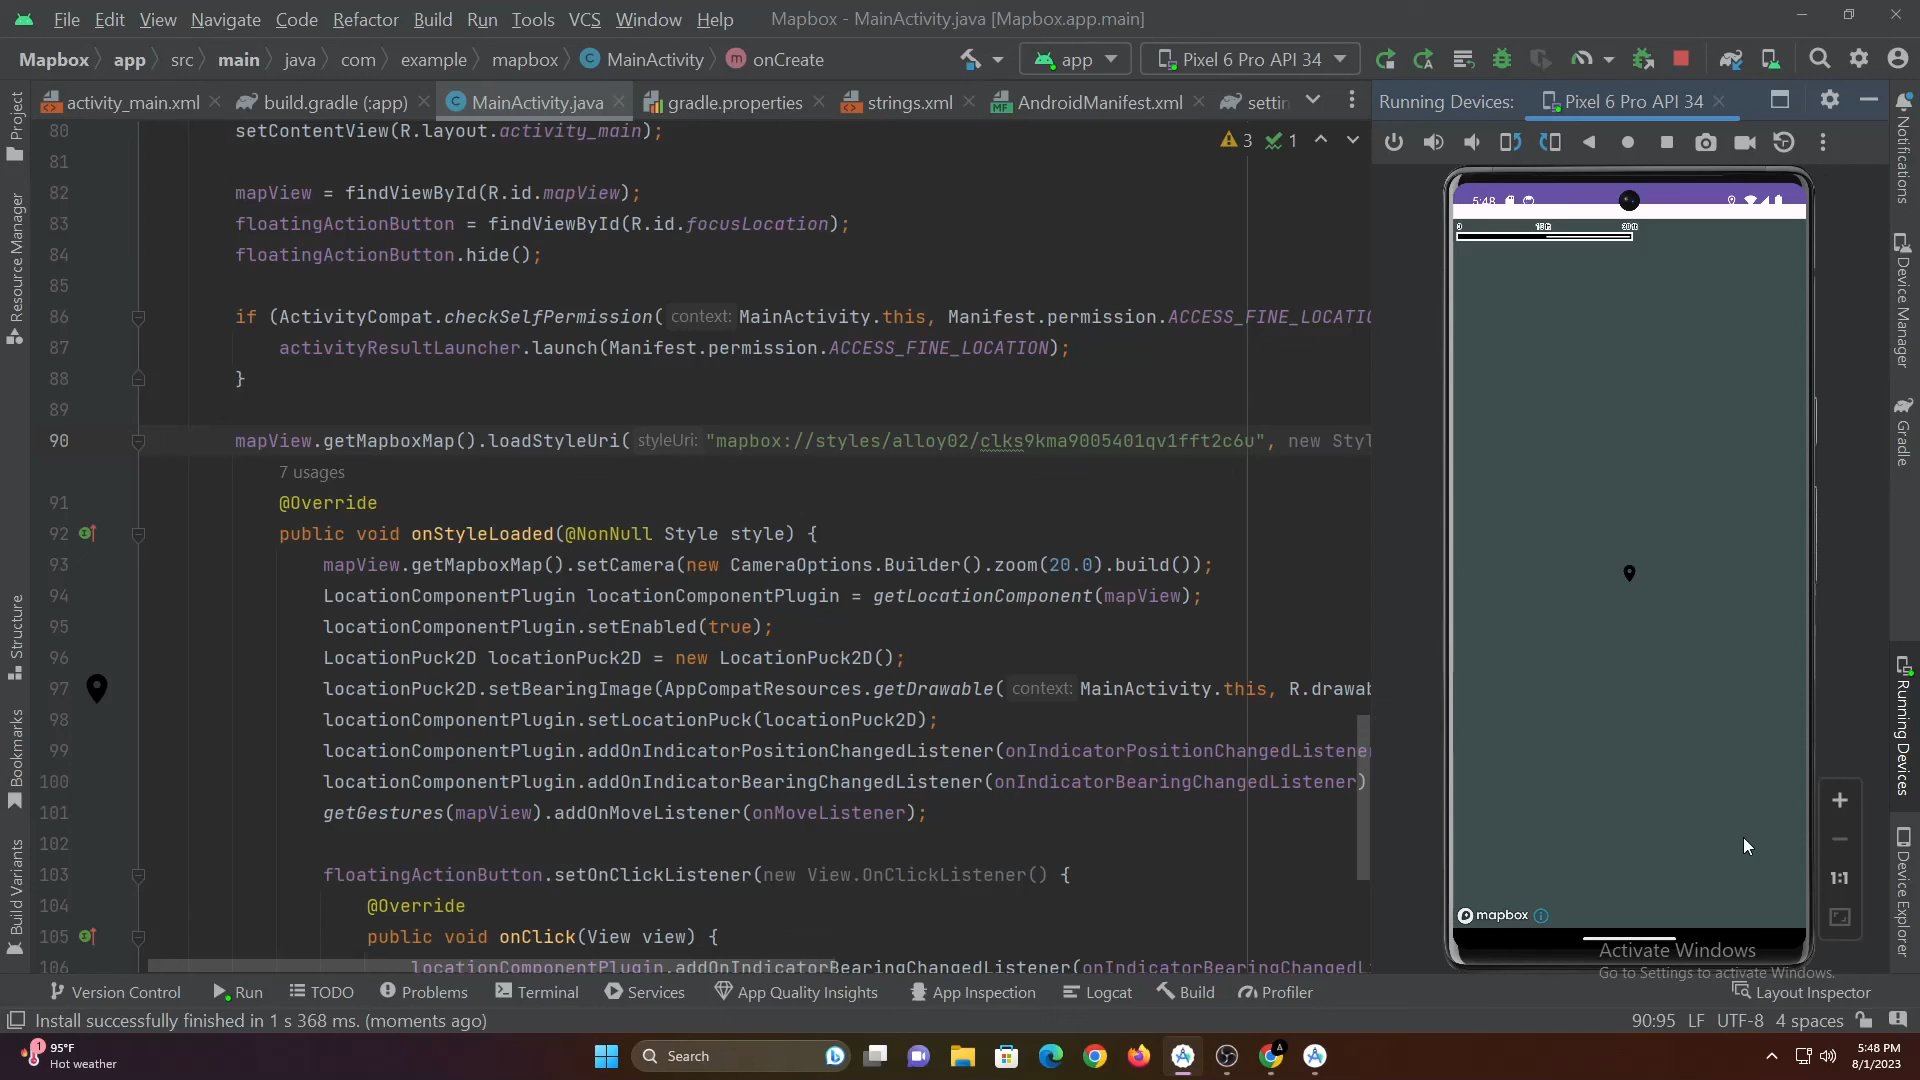 File Edit View Navigate Code Refactor Build Run Tools VCS Window Help Mapbox - MainActivity.java [Mapbox.app.main]
Mapbox app src main java com example mapbox MainActivity onCreate app Pixel 6 Pro API 34
activity_main.xml build.gradle (:app) MainActivity.java gradle.properties strings.xml AndroidManifest.xml settin
Running Devices: Pixel 6 Pro API 34
80 setContentView(R.layout.activity_main);
3 1
81
82 mapView = findViewById(R.id.mapView);
83 floatingActionButton = findViewById(R.id.focusLocation);
84 floatingActionButton.hide();
85
86 if (ActivityCompat.checkSelfPermission( context: MainActivity.this, Manifest.permission.ACCESS_FINE_LOCATIO
87 activityResultLauncher.launch(Manifest.permission.ACCESS_FINE_LOCATION);
88 }
89
90 mapView.getMapboxMap().loadStyleUri( styleUri: "mapbox://styles/alloy02/clks9kma9005401qv1fft2c6u", new Styl
7 usages
91 @Override
92 public void onStyleLoaded(@NonNull Style style) {
93 mapView.getMapboxMap().setCamera(new CameraOptions.Builder().zoom(20.0).build());
94 LocationComponentPlugin locationComponentPlugin = getLocationComponent(mapView);
95 locationComponentPlugin.setEnabled(true);
96 LocationPuck2D locationPuck2D = new LocationPuck2D();
97 locationPuck2D.setBearingImage(AppCompatResources.getDrawable( context: MainActivity.this, R.drawab
98 locationComponentPlugin.setLocationPuck(locationPuck2D);
99 locationComponentPlugin.addOnIndicatorPositionChangedListener(onIndicatorPositionChangedListene
100 locationComponentPlugin.addOnIndicatorBearingChangedListener(onIndicatorBearingChangedListener)
101 getGestures(mapView).addOnMoveListener(onMoveListener);
102
103 floatingActionButton.setOnClickListener(new View.OnClickListener() {
104 @Override
105 public void onClick(View view) {
106 locationComponentPlugin.addOnIndicatorBearingChangedListener(onIndicatorBearingChangedL
5:48
0
mapbox
1:1
Project
Resource Manager
Structure
Bookmarks
Build Variants
Notifications
Device Manager
Gradle
Running Devices
Device Explorer
Activate Windows
Go to Settings to activate Windows.
Version Control Run TODO Problems Terminal Services App Quality Insights App Inspection Logcat Build Profiler Layout Inspector
Install successfully finished in 1 s 368 ms. (moments ago) 90:95 LF UTF-8 4 spaces
95°F
Hot weather
1
Search
A
5:48 PM
8/1/2023